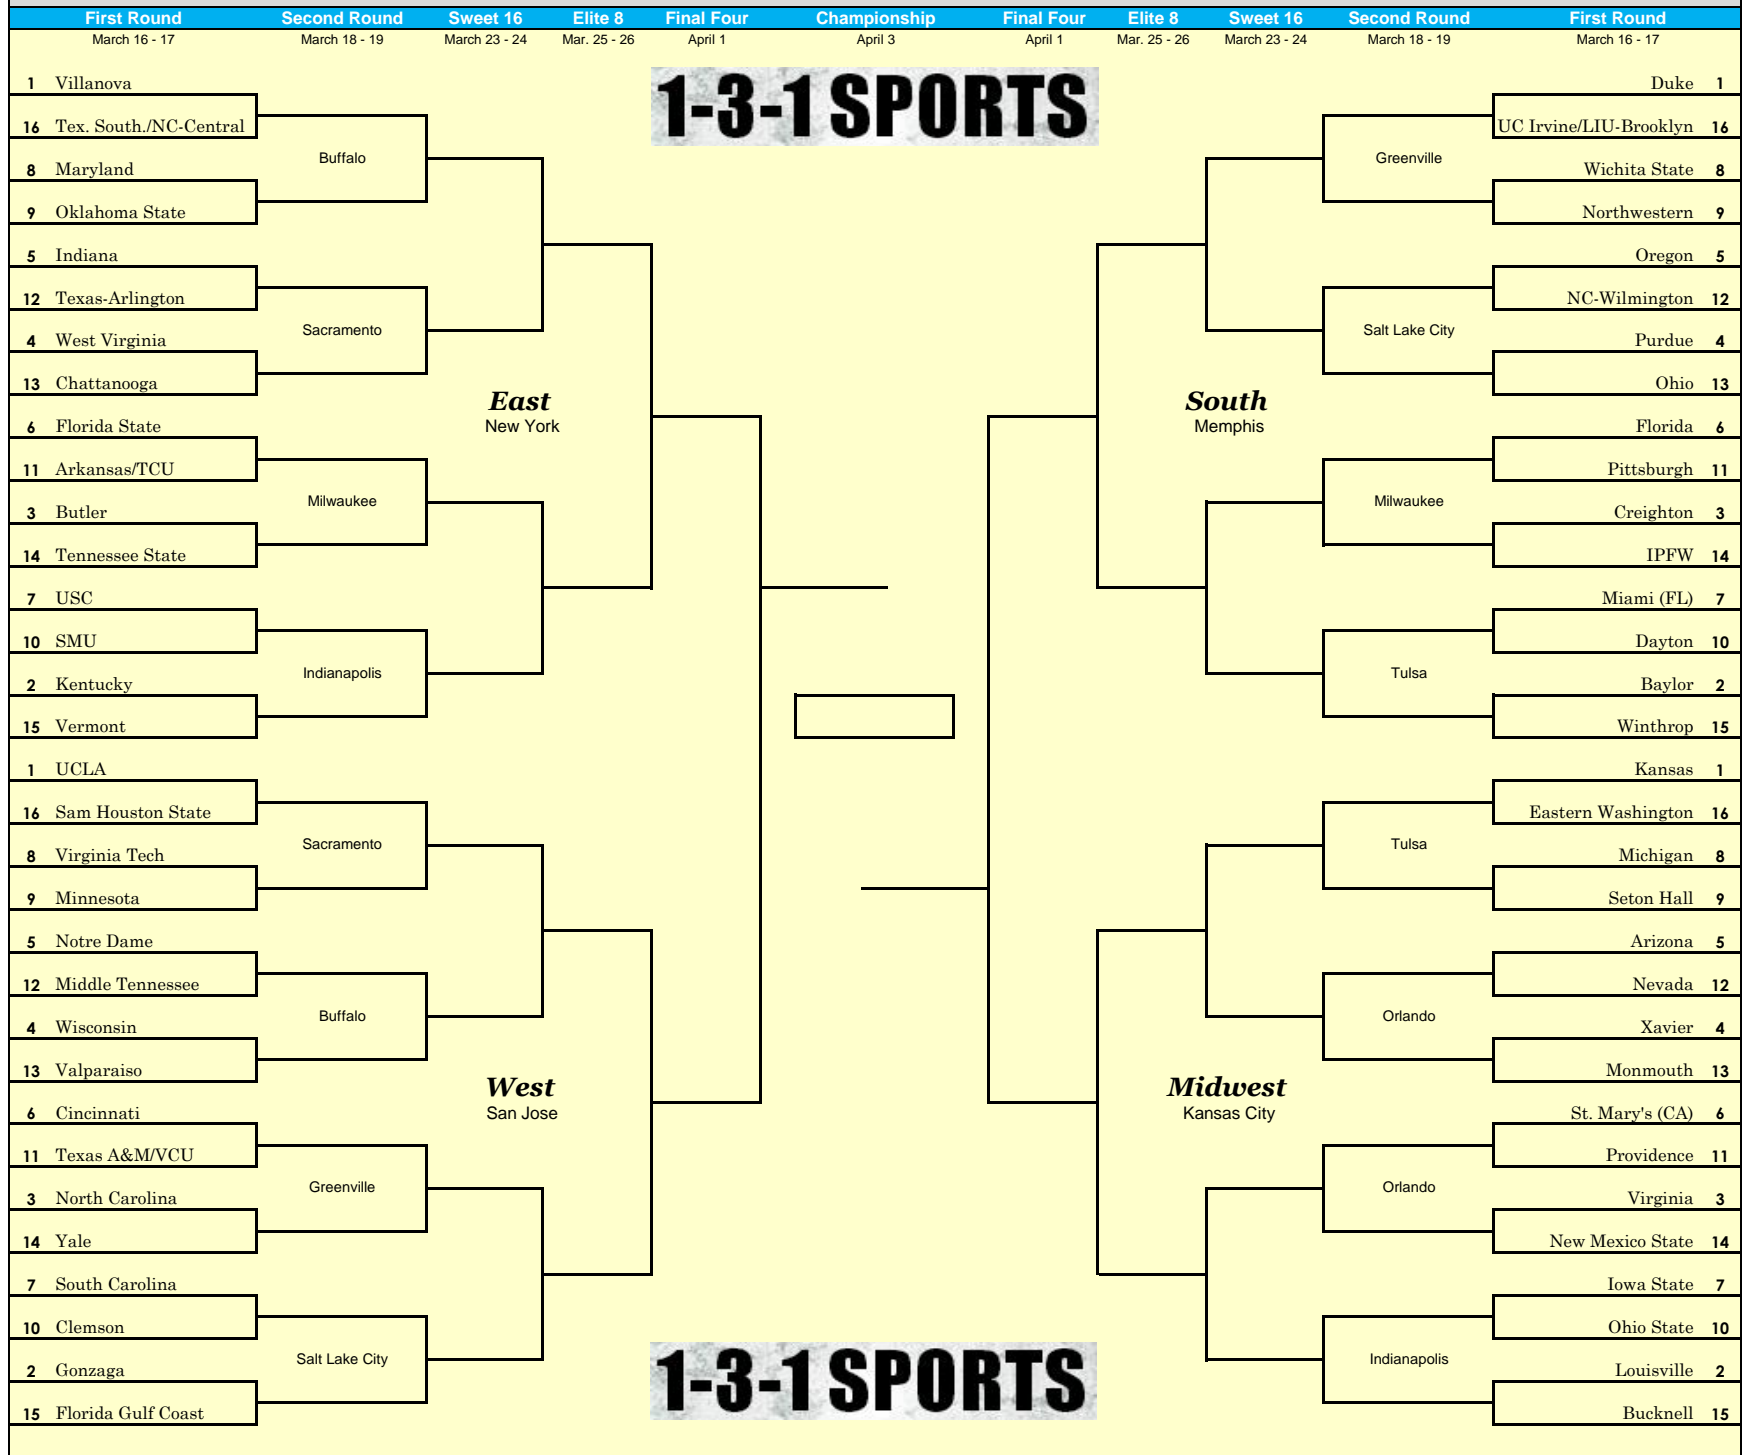 First Round Second Round Sweet 16 Elite 8 Final Four Championship Final Four Elite 8 Sweet 16 Second Round First Round
March 16 - 17 March 18 - 19 March 23 - 24 Mar. 25 - 26 April 1 April 3 April 1 Mar. 25 - 26 March 23 - 24 March 18 - 19 March 16 - 17
1-3-1 SPORTS
1 Villanova
16 Tex. South./NC-Central
Buffalo
8 Maryland
9 Oklahoma State
5 Indiana
12 Texas-Arlington
Sacramento
4 West Virginia
13 Chattanooga
East
New York
6 Florida State
11 Arkansas/TCU
Milwaukee
3 Butler
14 Tennessee State
7 USC
10 SMU
Indianapolis
2 Kentucky
15 Vermont
1 UCLA
16 Sam Houston State
Sacramento
8 Virginia Tech
9 Minnesota
5 Notre Dame
12 Middle Tennessee
Buffalo
4 Wisconsin
13 Valparaiso
West
San Jose
6 Cincinnati
11 Texas A&M/VCU
Greenville
3 North Carolina
14 Yale
7 South Carolina
10 Clemson
Salt Lake City
2 Gonzaga
15 Florida Gulf Coast
Duke 1
UC Irvine/LIU-Brooklyn 16
Greenville
Wichita State 8
Northwestern 9
Oregon 5
NC-Wilmington 12
Salt Lake City
Purdue 4
Ohio 13
South
Memphis
Florida 6
Pittsburgh 11
Milwaukee
Creighton 3
IPFW 14
Miami (FL) 7
Dayton 10
Tulsa
Baylor 2
Winthrop 15
Kansas 1
Eastern Washington 16
Tulsa
Michigan 8
Seton Hall 9
Arizona 5
Nevada 12
Orlando
Xavier 4
Monmouth 13
Midwest
Kansas City
St. Mary's (CA) 6
Providence 11
Orlando
Virginia 3
New Mexico State 14
Iowa State 7
Ohio State 10
Indianapolis
Louisville 2
Bucknell 15
1-3-1 SPORTS